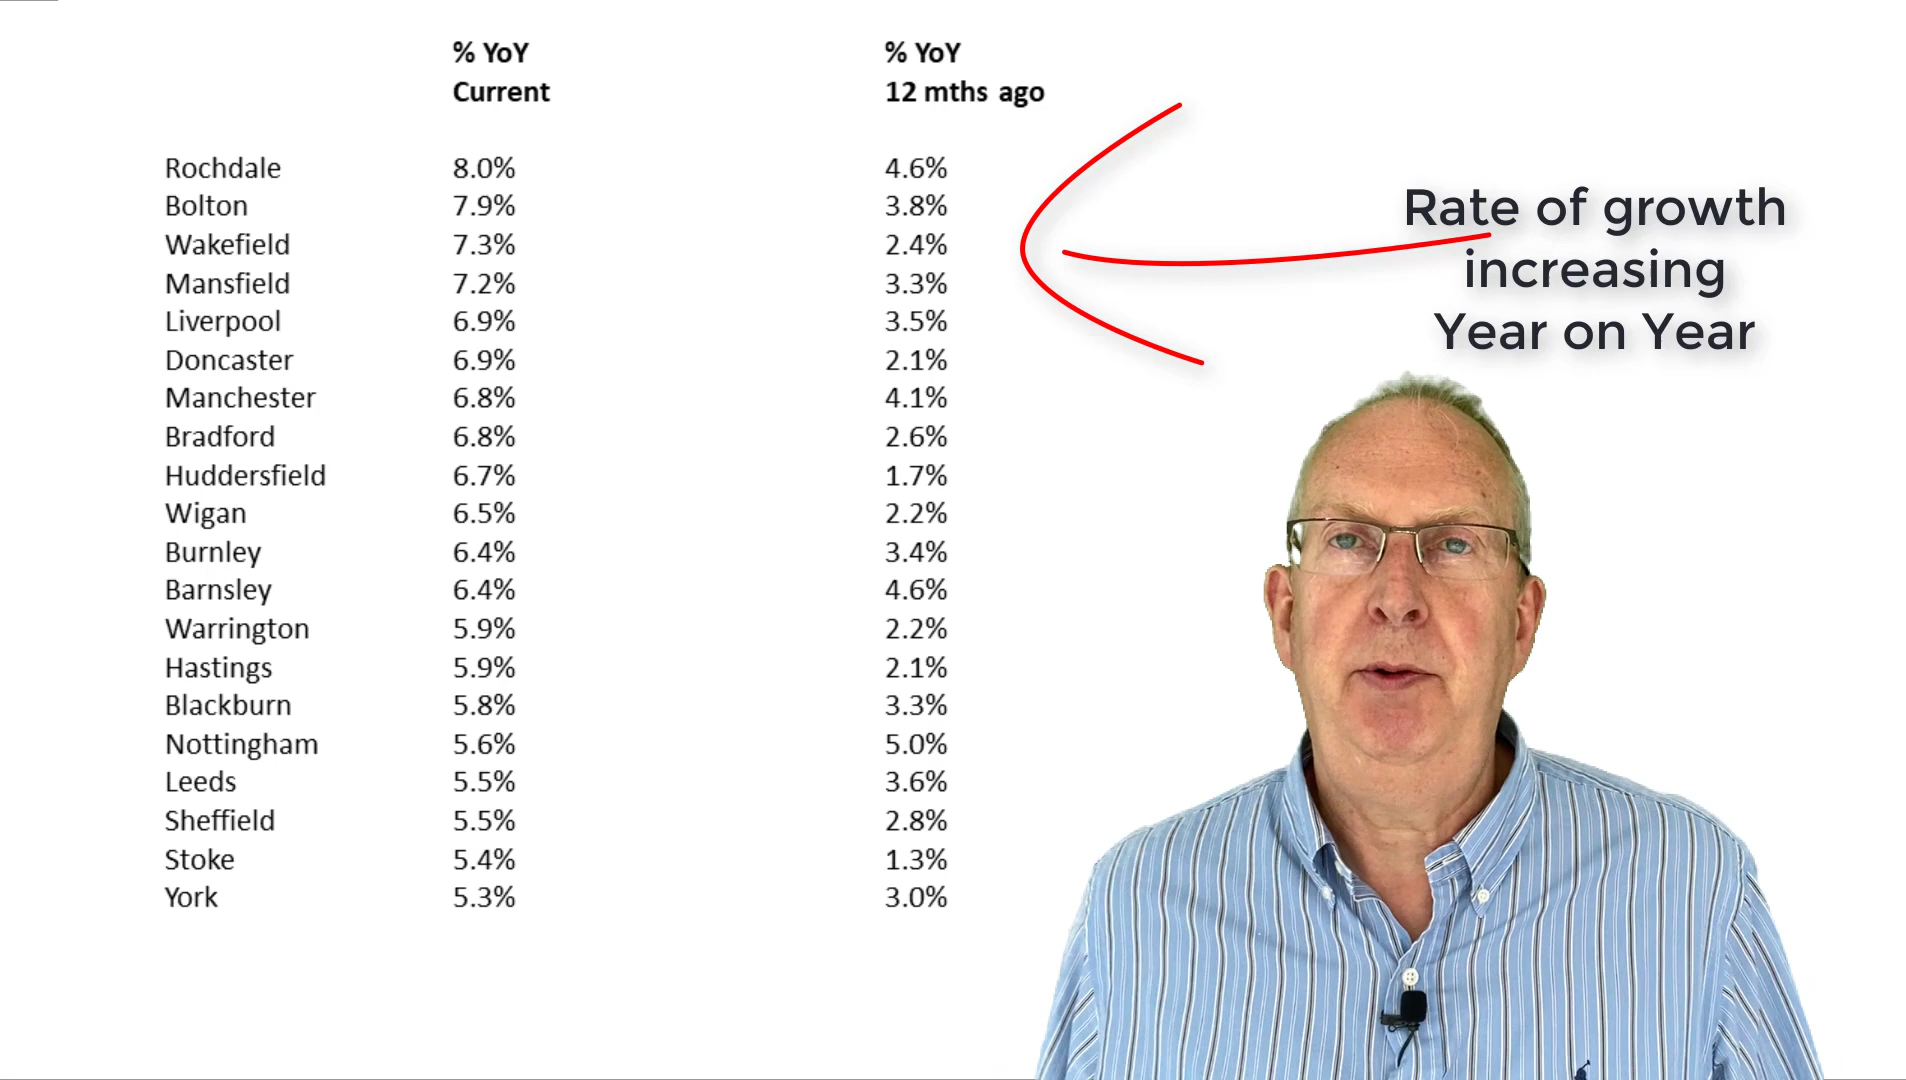 % YoY % YoY
Current 12 mths ago
Rochdale 8.0% 4.6%
Bolton 7.9% 3.8%
Wakefield 7.3% 2.4%
Mansfield 7.2% 3.3%
Liverpool 6.9% 3.5%
Doncaster 6.9% 2.1%
Manchester 6.8% 4.1%
Bradford 6.8% 2.6%
Huddersfield 6.7% 1.7%
Wigan 6.5% 2.2%
Burnley 6.4% 3.4%
Barnsley 6.4% 4.6%
Warrington 5.9% 2.2%
Hastings 5.9% 2.1%
Blackburn 5.8% 3.3%
Nottingham 5.6% 5.0%
Leeds 5.5% 3.6%
Sheffield 5.5% 2.8%
Stoke 5.4% 1.3%
York 5.3% 3.0%
Rate of growth
increasing
Year on Year